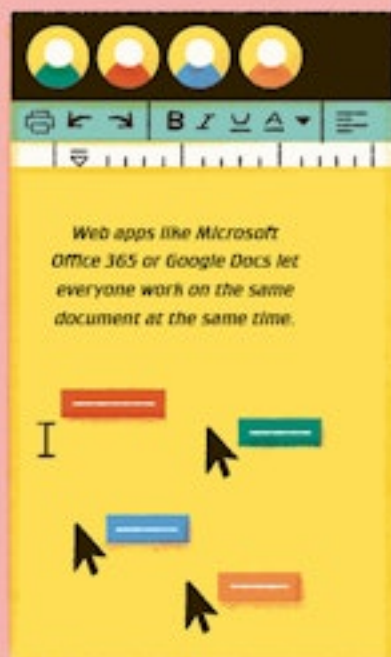 B I U A
Web apps like Microsoft
Office 365 or Google Docs let
everyone work on the same
document at the same time.